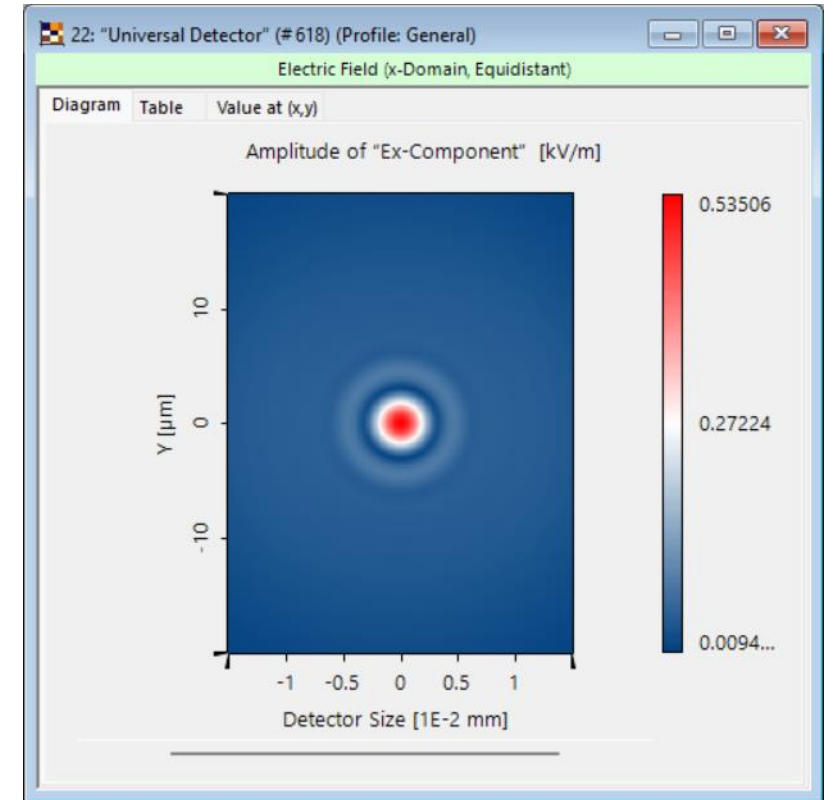 22: "Universal Detector" (#618) (Profile: General)
Electric Field (x-Domain, Equidistant)
Diagram Table Value at (x,y)
Amplitude of "Ex-Component" [kV/m]
0.53506
0.27224
0.0094...
Y [µm]
10
0
-10
-1 -0.5 0 0.5 1
Detector Size [1E-2 mm]